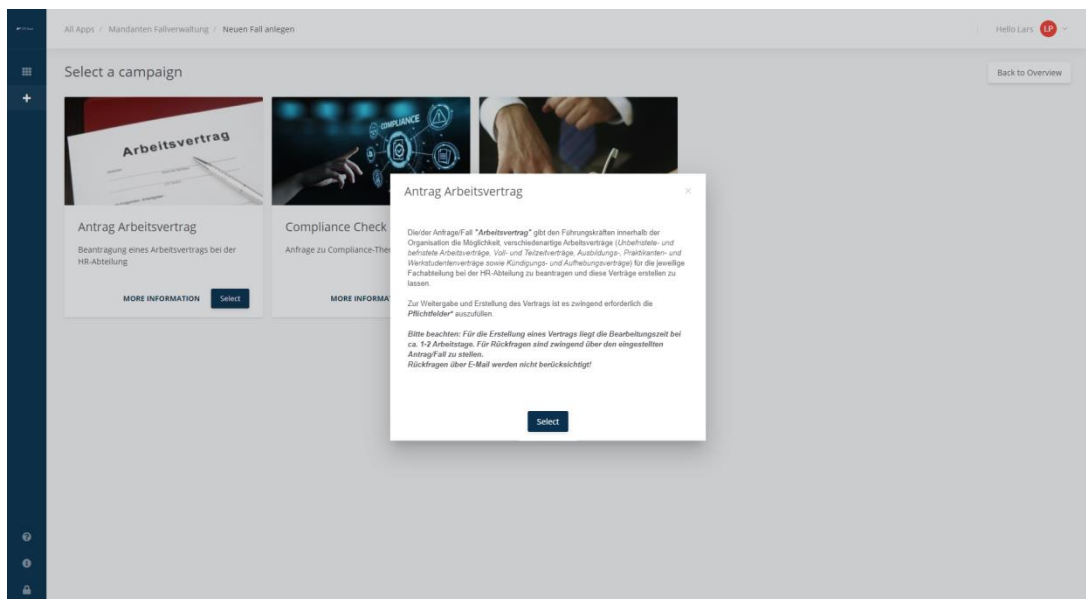 All Apps / Mandanten Fallverwaltung / Neuen Fall anlegen
Hello Lars LP
Select a campaign
Back to Overview
Arbeitsvertrag
COMPLIANCE
Antrag Arbeitsvertrag
Beantragung eines Arbeitsvertrags bei der
HR-Abteilung
MORE INFORMATION Select
Compliance Check
Anfrage zu Compliance-The
MORE INFORMA
Antrag Arbeitsvertrag ×
Die/der Anfrage/Fall "Arbeitsvertrag" gibt den Führungskräften innerhalb der
Organisation die Möglichkeit, verschiedenartige Arbeitsverträge (Unbefristete- und
befristete Arbeitsverträge, Voll- und Teilzeitverträge, Ausbildungs-, Praktikanten- und
Werkstudentenverträge sowie Kündigungs- und Aufhebungsverträge) für die jeweilige
Fachabteilung bei der HR-Abteilung zu beantragen und diese Verträge erstellen zu
lassen.
Zur Weitergabe und Erstellung des Vertrags ist es zwingend erforderlich die
Pflichtfelder* auszufüllen.
Bitte beachten: Für die Erstellung eines Vertrags liegt die Bearbeitungszeit bei
ca. 1-2 Arbeitstage. Für Rückfragen sind zwingend über den eingestellten
Antrag/Fall zu stellen.
Rückfragen über E-Mail werden nicht berücksichtigt!
Select